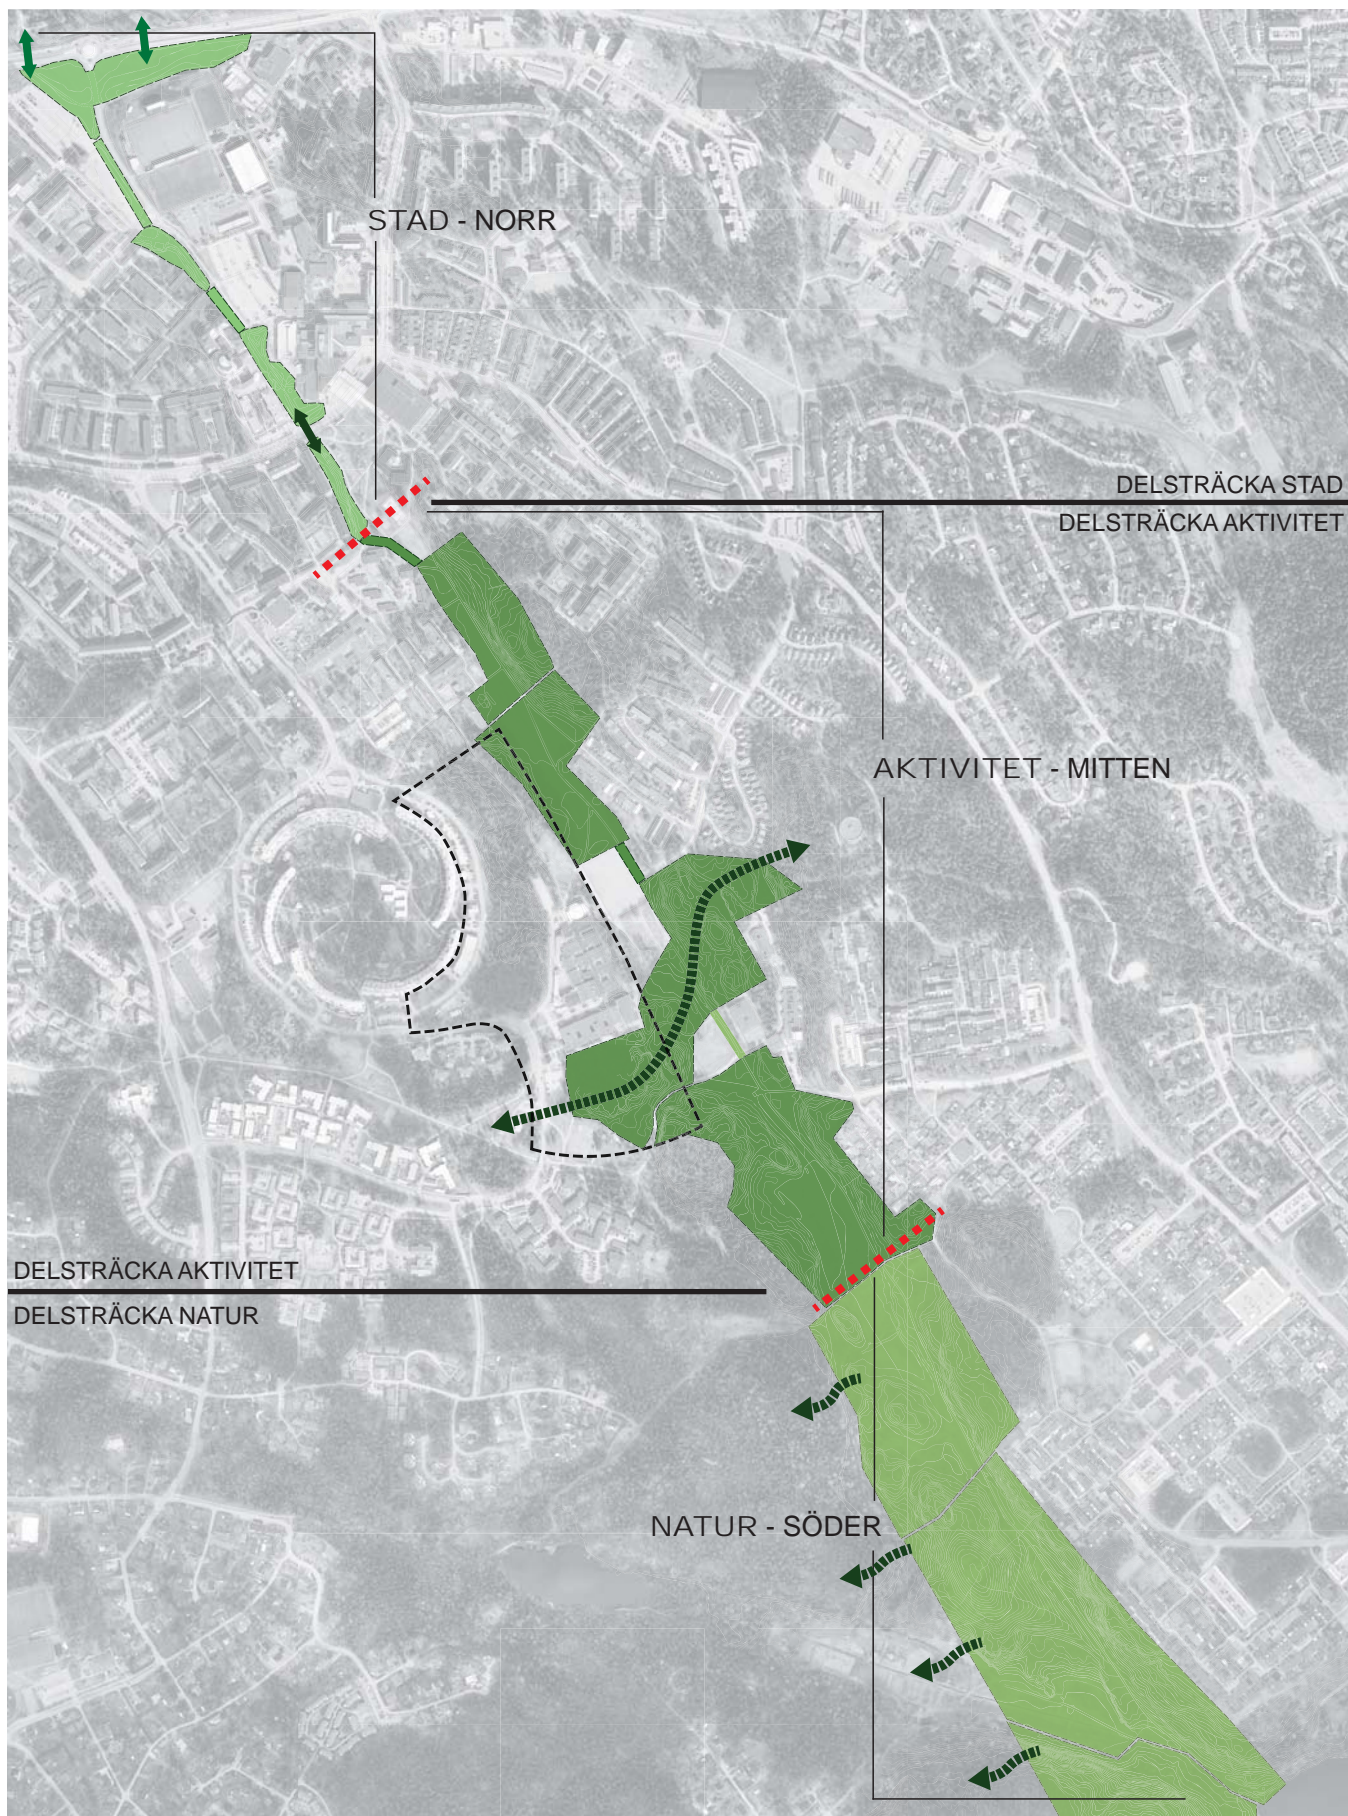 STAD - NORR
DELSTRÄCKA STAD
DELSTRÄCKA AKTIVITET
AKTIVITET - MITTEN
DELSTRÄCKA AKTIVITET
DELSTRÄCKA NATUR
NATUR - SÖDER